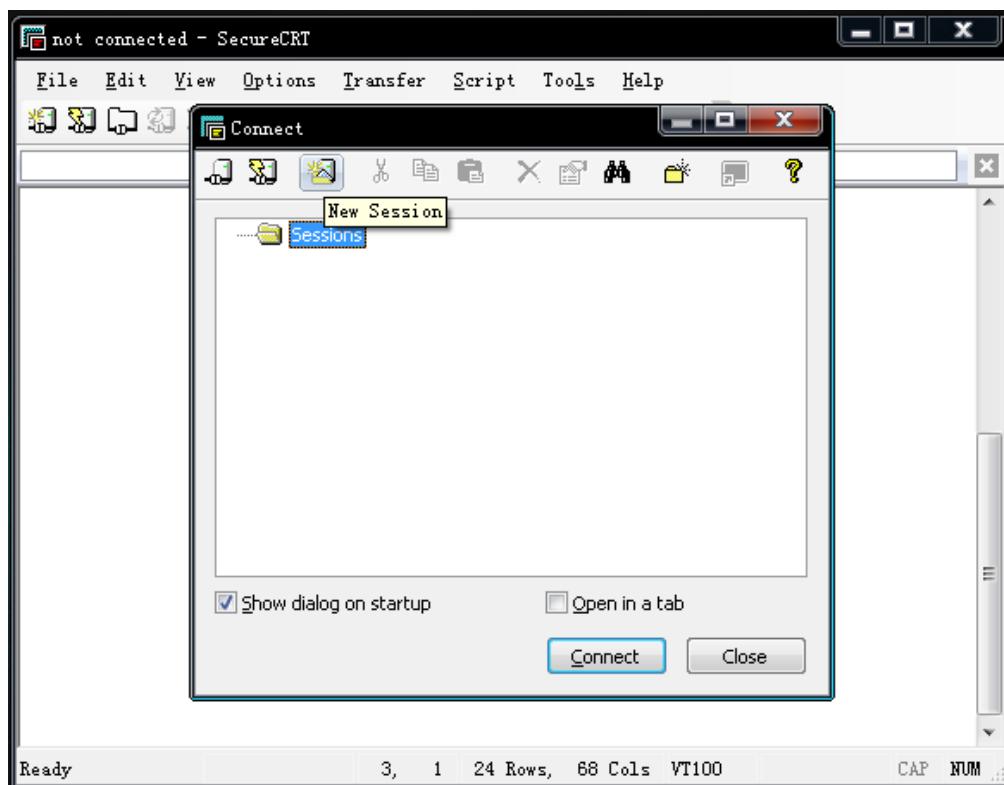 not connected - SecureCRT
File Edit View Options Transfer Script Tools Help
Connect
New Session
Sessions
Show dialog on startup Open in a tab
Connect Close
Ready 3, 1 24 Rows, 68 Cols VT100 CAP NUM